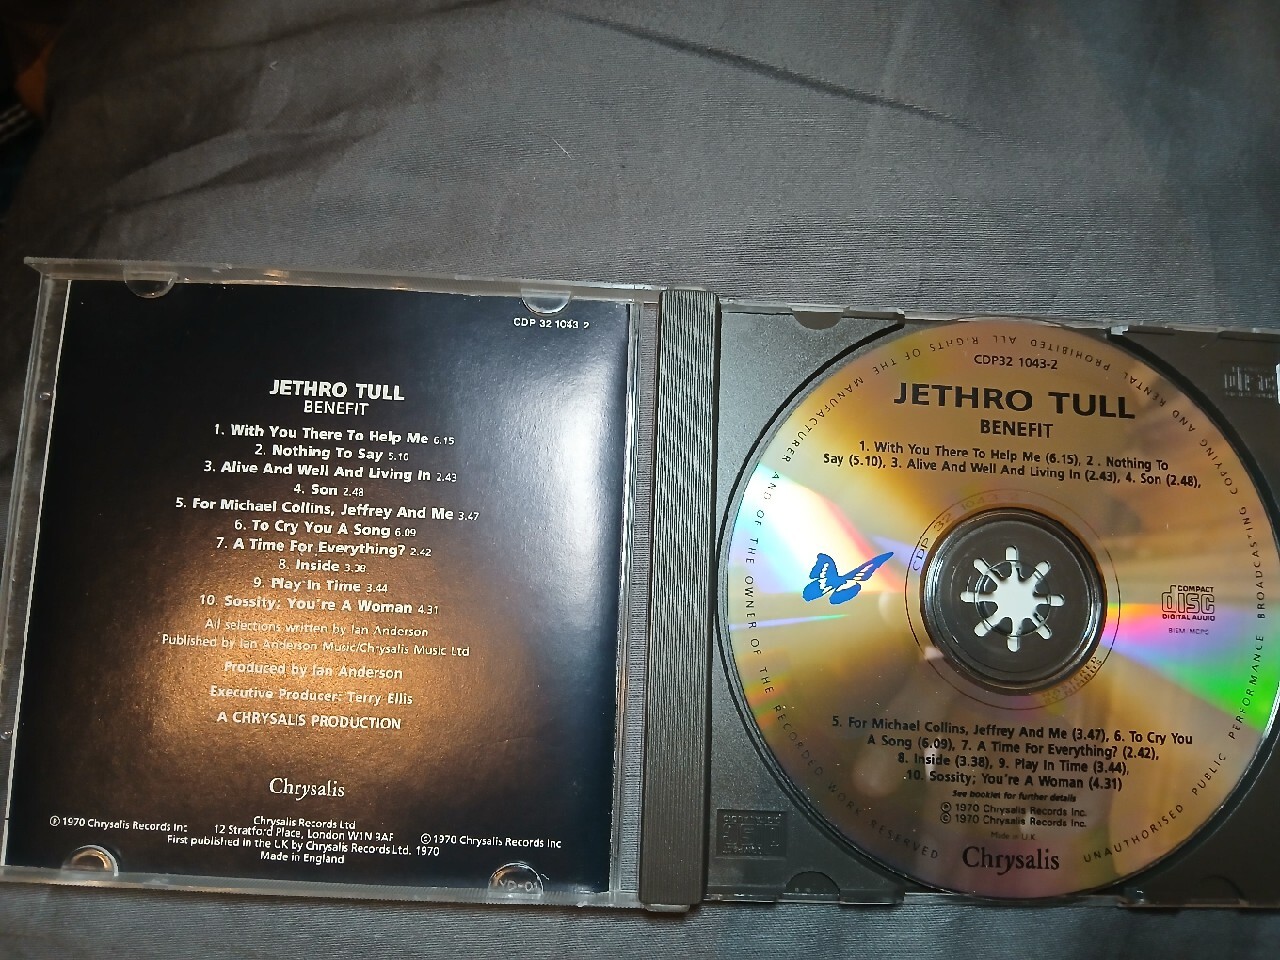 CDP 32 1043 2
JETHRO TULL
BENEFIT
1. With You There To Help Me 6.15
2. Nothing To Say 5.10
3. Alive And Well And Living In 2.43
4. Son 2.48
5. For Michael Collins, Jeffrey And Me 3.47
6. To Cry You A Song 6.09
7. A Time For Everything? 2.42
8. Inside 3.38
9. Play In Time 3.44
10. Sossity; You're A Woman 4.31
All selections written by Ian Anderson
Published by Ian Anderson Music/Chrysalis Music Ltd
Produced by Ian Anderson
Executive Producer: Terry Ellis
A CHRYSALIS PRODUCTION
Chrysalis
Chrysalis Records Ltd
℗ 1970 Chrysalis Records Inc 12 Stratford Place, London W1N 9AF © 1970 Chrysalis Records Inc
First published in the UK by Chrysalis Records Ltd. 1970
Made in England
CDP32 1043-2
JETHRO TULL
BENEFIT
1. With You There To Help Me (6.15), 2 . Nothing To
Say (5.10), 3. Alive And Well And Living In (2.43), 4. Son (2.48),
CDP 32 1043 2
COMPACT
disc
DIGITAL AUDIO
BIEM/MCPS
5. For Michael Collins, Jeffrey And Me (3.47), 6. To Cry You
A Song (6.09), 7. A Time For Everything? (2.42),
8. Inside (3.38), 9. Play In Time (3.44),
10. Sossity; You're A Woman (4.31)
See booklet for further details
℗ 1970 Chrysalis Records Inc.
© 1970 Chrysalis Records Inc.
Made in U.K.
Chrysalis
ALL RIGHTS OF THE MANUFACTURER AND OF THE OWNER OF THE RECORDED WORK RESERVED
UNAUTHORISED PUBLIC PERFORMANCE BROADCASTING COPYING AND RENTAL PROHIBITED